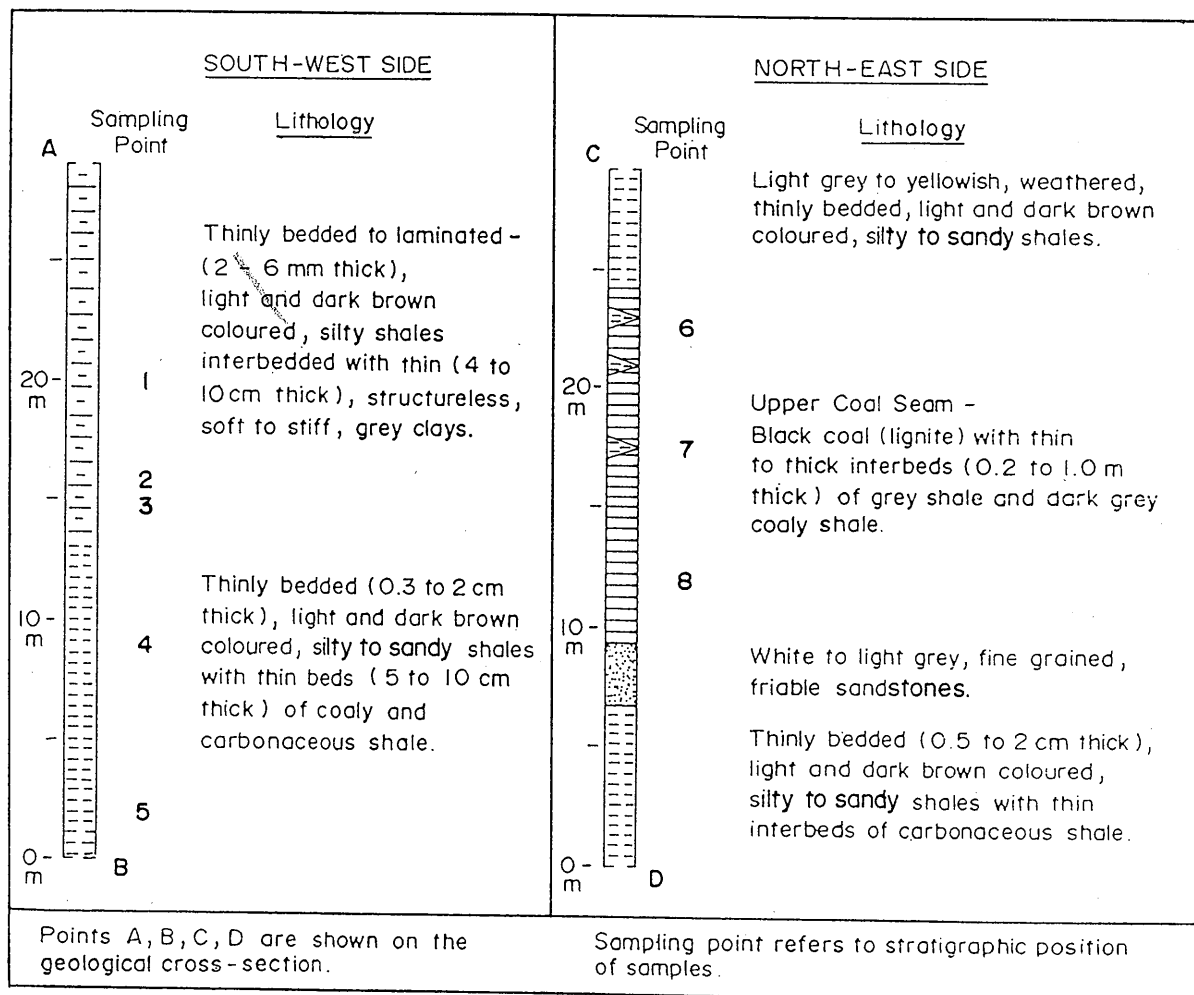 SOUTH-WEST SIDE
Sampling Point
Lithology
A
Thinly bedded to laminated -
(2 - 6 mm thick),
light and dark brown
coloured, silty shales
interbedded with thin (4 to
10 cm thick), structureless,
soft to stiff, grey clays.
20-
m
1
2
3
Thinly bedded (0.3 to 2 cm
thick), light and dark brown
coloured, silty to sandy shales
with thin beds (5 to 10 cm
thick) of coaly and
carbonaceous shale.
10-
m
4
5
0-
m
B
NORTH-EAST SIDE
Sampling Point
Lithology
C
Light grey to yellowish, weathered,
thinly bedded, light and dark brown
coloured, silty to sandy shales.
6
20-
m
Upper Coal Seam -
Black coal (lignite) with thin
to thick interbeds (0.2 to 1.0 m
thick) of grey shale and dark grey
coaly shale.
7
8
10-
m
White to light grey, fine grained,
friable sandstones.
Thinly bedded (0.5 to 2 cm thick),
light and dark brown coloured,
silty to sandy shales with thin
interbeds of carbonaceous shale.
0-
m
D
Points A, B, C, D are shown on the
geological cross-section.
Sampling point refers to stratigraphic position
of samples.